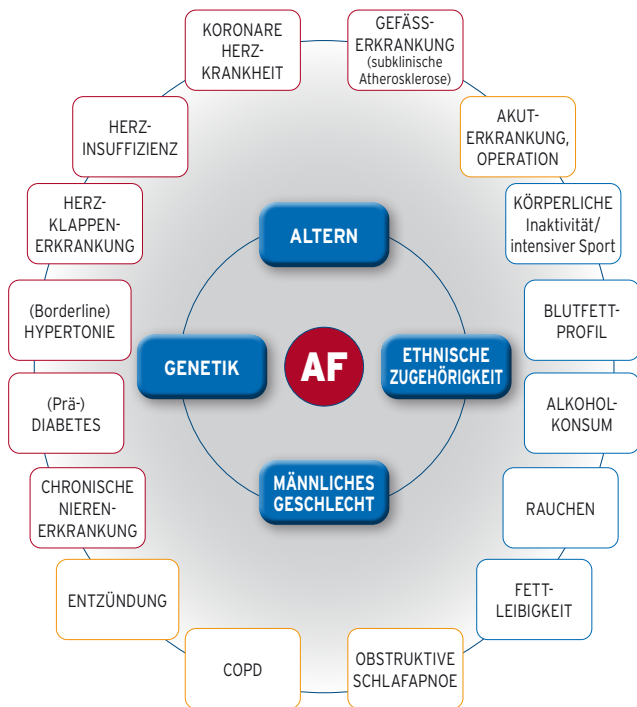 KORONARE
HERZ-
KRANKHEIT
GEFÄSS-
ERKRANKUNG
(subklinische
Atherosklerose)
AKUT-
ERKRANKUNG,
OPERATION
KÖRPERLICHE
Inaktivität/
intensiver Sport
BLUTFETT-
PROFIL
ALKOHOL-
KONSUM
RAUCHEN
FETT-
LEIBIGKEIT
OBSTRUKTIVE
SCHLAFAPNOE
COPD
ENTZÜNDUNG
CHRONISCHE
NIEREN-
ERKRANKUNG
(Prä-)
DIABETES
(Borderline)
HYPERTONIE
HERZ-
KLAPPEN-
ERKRANKUNG
HERZ-
INSUFFIZIENZ
ALTERN
ETHNISCHE
ZUGEHÖRIGKEIT
MÄNNLICHES
GESCHLECHT
GENETIK
AF